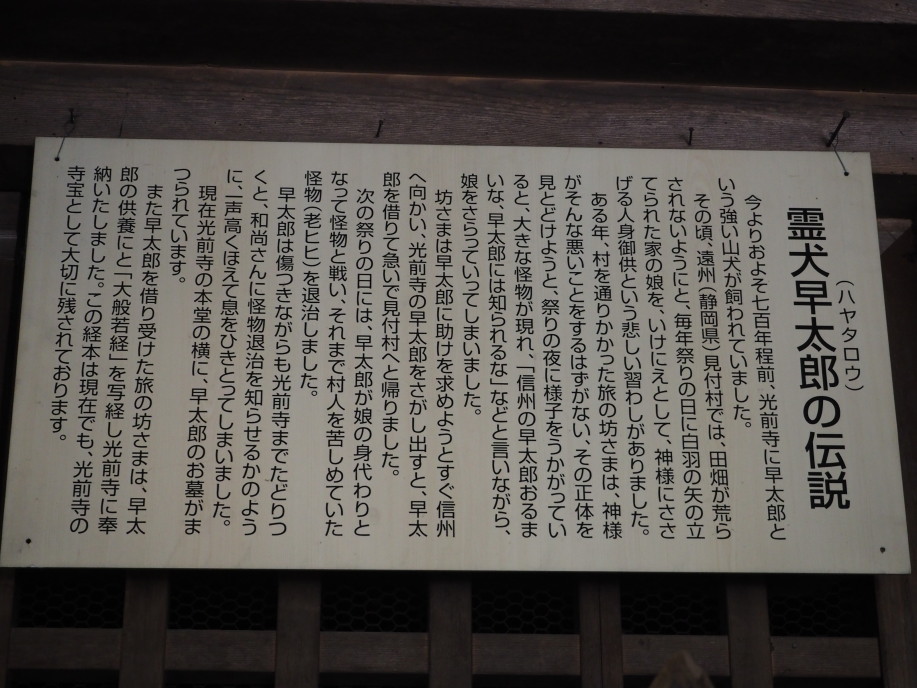 霊犬早太郎の伝説
（ハヤタロウ）
今よりおよそ七百年程前、光前寺に早太郎と
いう強い山犬が飼われていました。
その頃、遠州（静岡県）見付村では、田畑が荒ら
されないようにと、毎年祭りの日に白羽の矢の立
てられた家の娘を、いけにえとして、神様にささ
げる人身御供という悲しい習わしがありました。
ある年、村を通りかかった旅の坊さまは、神様
がそんな悪いことをするはずがない、その正体を
見とどけようと、祭りの夜に様子をうかがってい
ると、大きな怪物が現れ、「信州の早太郎おるま
いな、早太郎には知られるな」などと言いながら、
娘をさらっていってしまいました。
坊さまは早太郎に助けを求めようとすぐ信州
へ向かい、光前寺の早太郎をさがし出すと、早太
郎を借りて急いで見付村へと帰りました。
次の祭りの日には、早太郎が娘の身代わりと
なって怪物と戦い、それまで村人を苦しめていた
怪物（老ヒヒ）を退治しました。
早太郎は傷つきながらも光前寺までたどりつ
くと、和尚さんに怪物退治を知らせるかのよう
に、一声高くほえて息をひきとってしまいました。
現在光前寺の本堂の横に、早太郎のお墓がま
つられています。
また早太郎を借り受けた旅の坊さまは、早太
郎の供養にと「大般若経」を写経し光前寺に奉
納いたしました。この経本は現在でも、光前寺の
寺宝として大切に残されております。